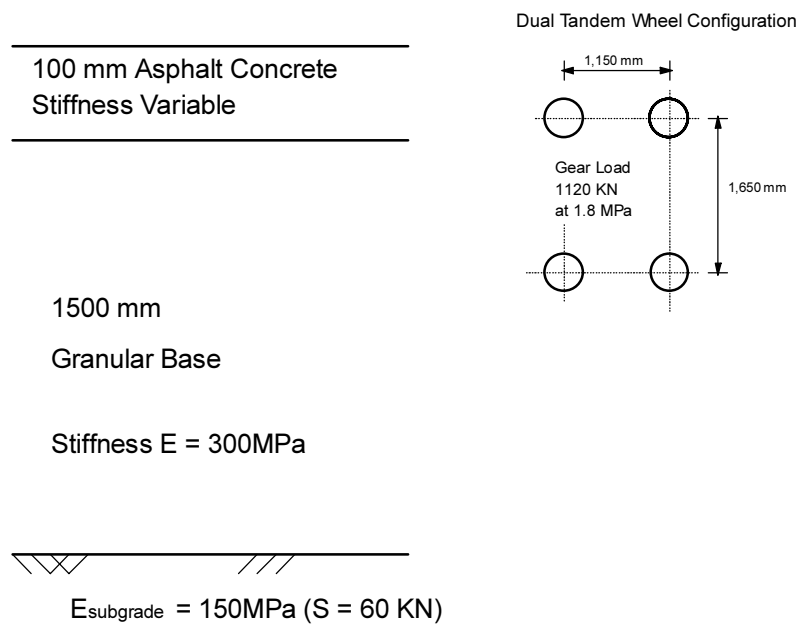 Dual Tandem Wheel Configuration
100 mm Asphalt Concrete
Stiffness Variable
1,150 mm
Gear Load
1120 KN
at 1.8 MPa
1,650 mm
1500 mm
Granular Base
Stiffness E = 300MPa
Esubgrade = 150MPa (S = 60 KN)